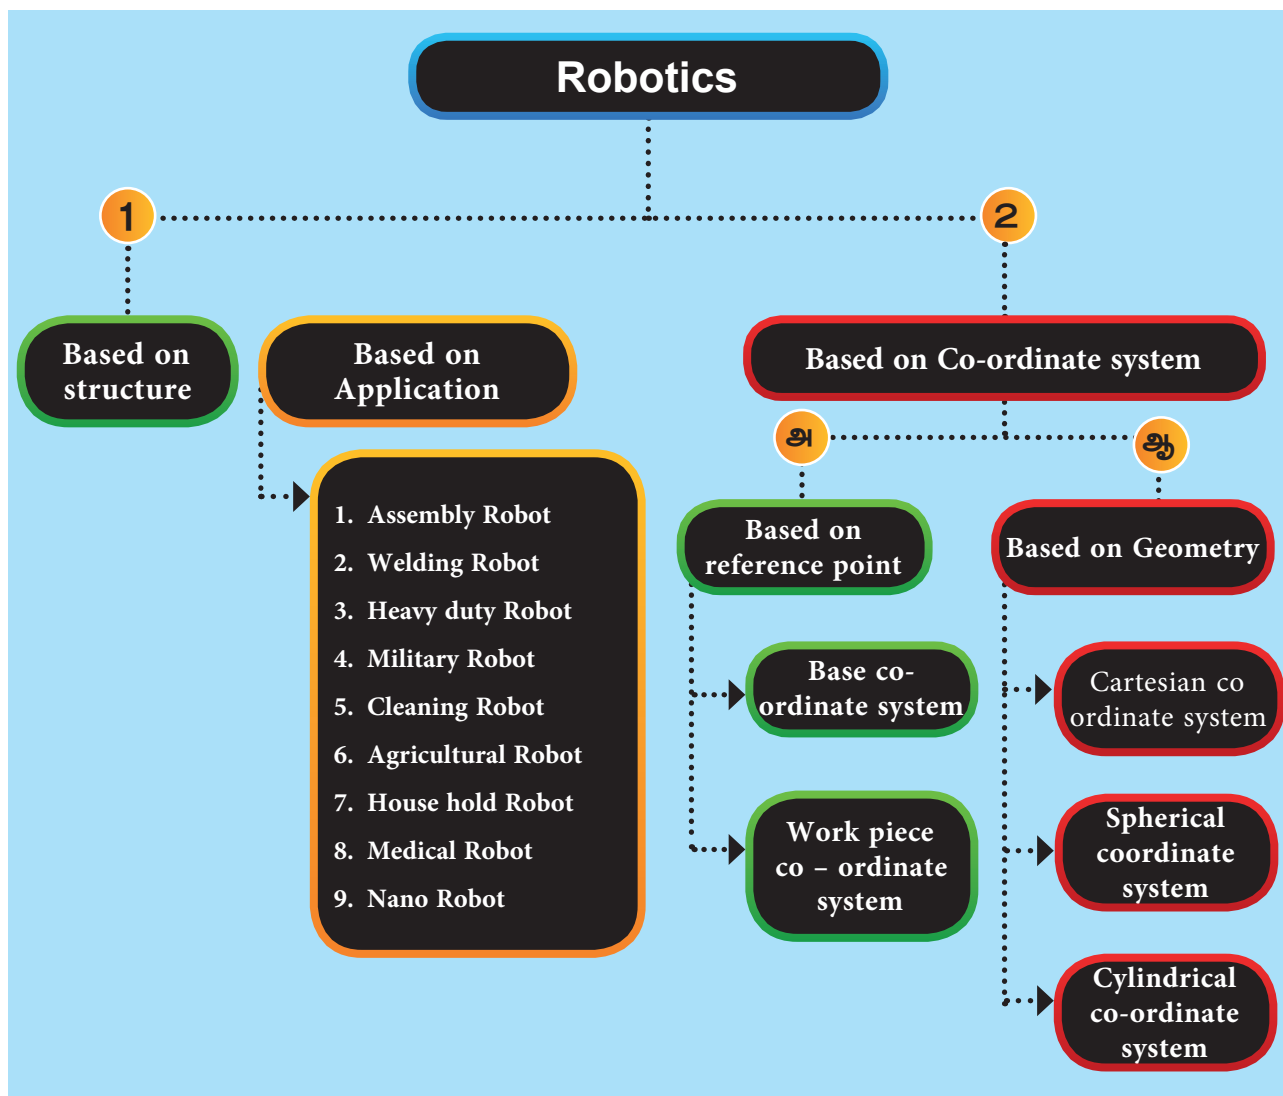 Robotics
1
2
Based on
structure
Based on
Application
1. Assembly Robot
2. Welding Robot
3. Heavy duty Robot
4. Military Robot
5. Cleaning Robot
6. Agricultural Robot
7. House hold Robot
8. Medical Robot
9. Nano Robot
Based on Co-ordinate system
அ
ஆ
Based on
reference point
Base co-
ordinate system
Work piece
co – ordinate
system
Based on Geometry
Cartesian co
ordinate system
Spherical
coordinate
system
Cylindrical
co-ordinate
system